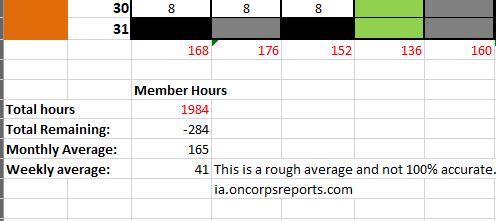 30 8 8 8
31
168 176 152 136 160
Member Hours
Total hours 1984
Total Remaining: -284
Monthly Average: 165
Weekly average: 41 This is a rough average and not 100% accurate.
ia.oncorpsreports.com